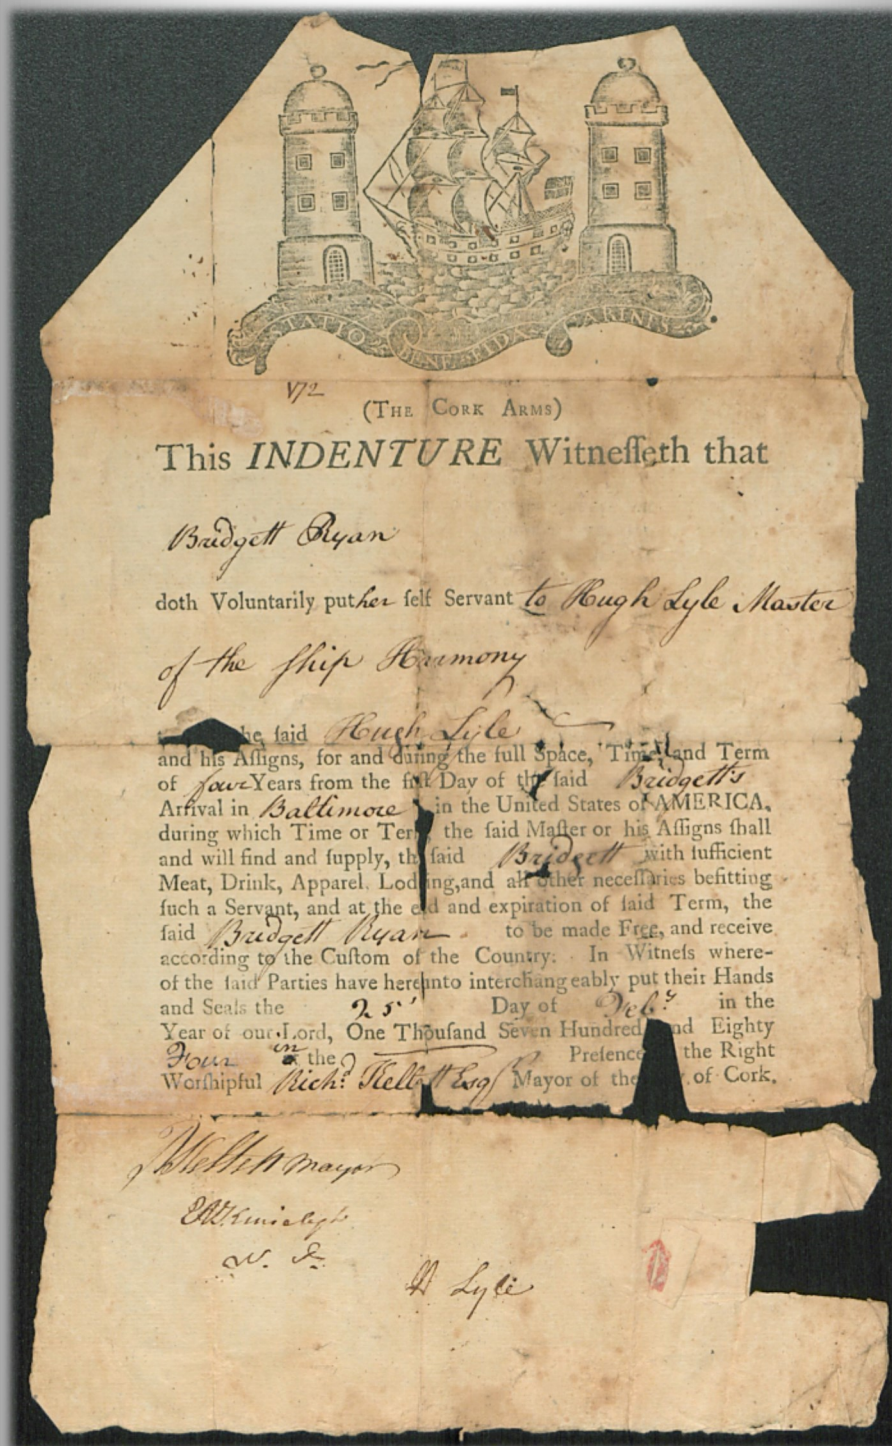 STATIO BENE FIDA CARINIS
V72
(THE CORK ARMS)
This INDENTURE Witneſſeth that
Bridgett Ryan
doth Voluntarily put her ſelf Servant to Hugh Lyle Master
of the ſhip Harmony
he ſaid Hugh Lyle
and his Aſſigns, for and during the full Space, Time, and Term
of four Years from the firſt Day of the ſaid Bridgett's
Arrival in Baltimore in the United States of AMERICA,
during which Time or Term the ſaid Maſter or his Aſſigns ſhall
and will find and ſupply, the ſaid Bridgett with ſufficient
Meat, Drink, Apparel. Lodging, and all other neceſſaries befitting
ſuch a Servant, and at the end and expiration of ſaid Term, the
ſaid Bridgett Ryan to be made Free, and receive
according to the Cuſtom of the Country. In Witneſs where-
of the ſaid Parties have hereunto interchangeably put their Hands
and Seals the 25 Day of Feb.y in the
Year of our Lord, One Thouſand Seven Hundred and Eighty
Four in the Preſence the Right
Worſhipful Rich.d Kellett Esq.r Mayor of the of Cork.
R Kellett mayor
H Lyle